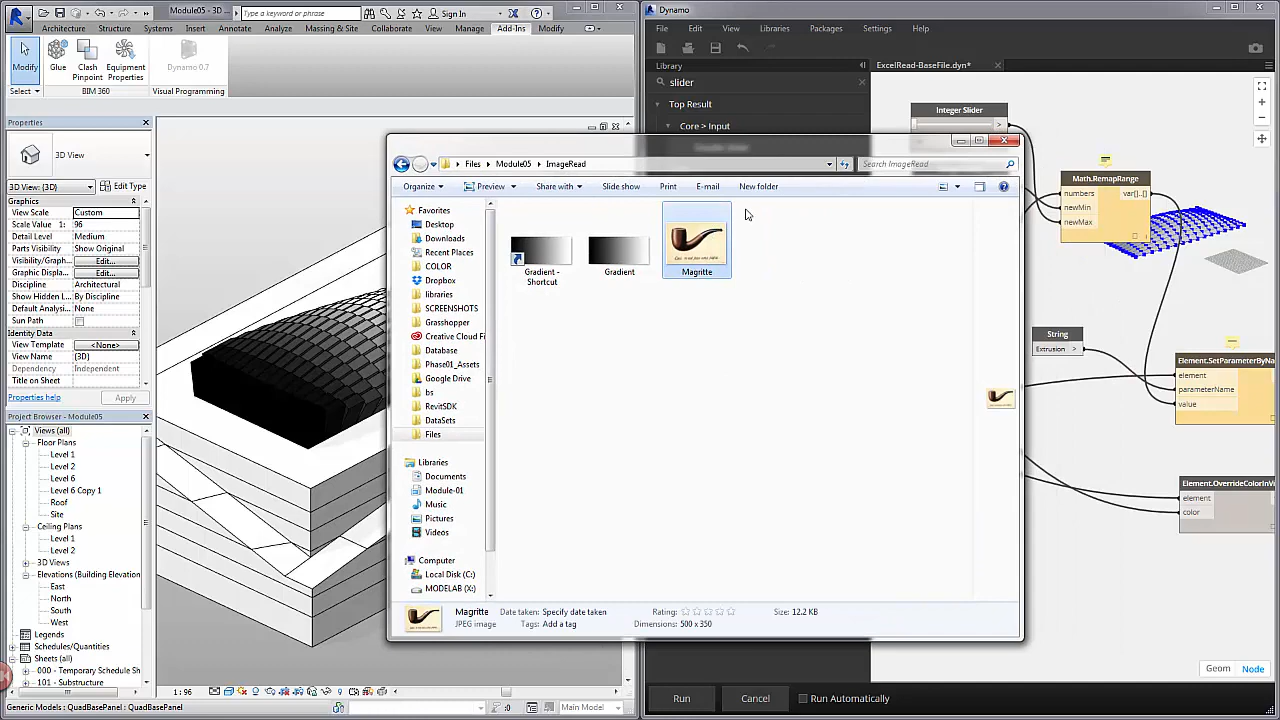 Module05 - 3D ...
Type a keyword or phrase
Sign In
Architecture Structure Systems Insert Annotate Analyze Massing & Site Collaborate View Manage Add-Ins Modify
Modify Glue Clash Pinpoint Equipment Properties Dynamo 0.7
Select BIM 360 Visual Programming
Properties
3D View
3D View: {3D} Edit Type
Graphics
View Scale Custom
Scale Value 1: 96
Detail Level Medium
Parts Visibility Show Original
Visibility/Graph... Edit...
Graphic Displa... Edit...
Discipline Architectural
Show Hidden L... By Discipline
Default Analysi... None
Sun Path
Identity Data
View Template <None>
View Name {3D}
Dependency Independent
Title on Sheet
Properties help Apply
Project Browser - Module05
Views (all)
Floor Plans
Level 1
Level 2
Level 6
Level 6 Copy 1
Roof
Site
Ceiling Plans
Level 1
Level 2
3D Views
Elevations (Building Elevation
East
North
South
West
Legends
Schedules/Quantities
Sheets (all)
000 - Temporary Schedule Sh
101 - Substructure
1 : 96
Generic Models : QuadBasePanel : QuadBasePanel
:0
Main Model
Files Module05 ImageRead
Search ImageRead
Organize Preview Share with Slide show Print E-mail New folder
Favorites
Desktop
Downloads
Recent Places
COLOR
Dropbox
libraries
SCREENSHOTS
Grasshopper
Creative Cloud Fi
Database
Phase01_Assets
Google Drive
bs
RevitSDK
DataSets
Files
Libraries
Documents
Module-01
Music
Pictures
Videos
Computer
Local Disk (C:)
MODELAB (X:)
Gradient - Shortcut
Gradient
Magritte
Magritte Date taken: Specify date taken Rating: Size: 12.2 KB
JPEG image Tags: Add a tag Dimensions: 500 x 350
Dynamo
File Edit View Libraries Packages Settings Help
Library
slider
Top Result
Core > Input
ExcelRead-BaseFile.dyn*
Integer Slider
>
Math.RemapRange
numbers var[]..[]
newMin
newMax
String
Extrusion >
Element.SetParameterByNa
element
parameterName
value
Element.OverrideColorInVi
element
color
Geom Node
Run Cancel Run Automatically